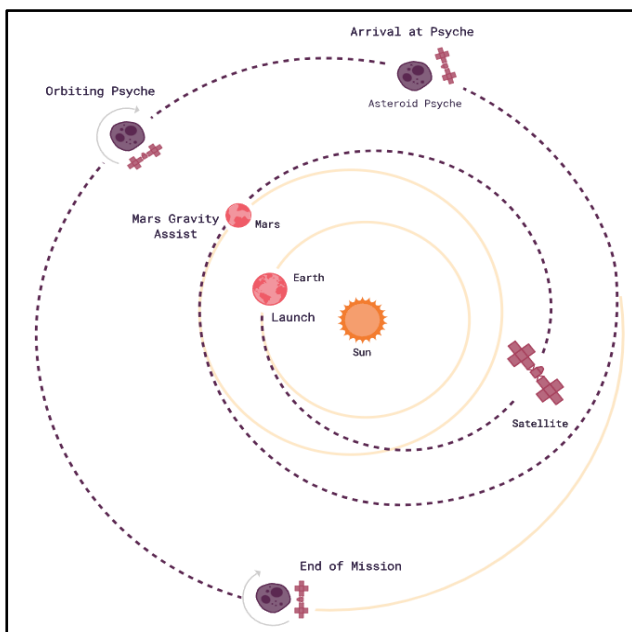 Arrival at Psyche
Asteroid Psyche
Orbiting Psyche
Mars Gravity
Assist
Mars
Earth
Launch
Sun
Satellite
End of Mission